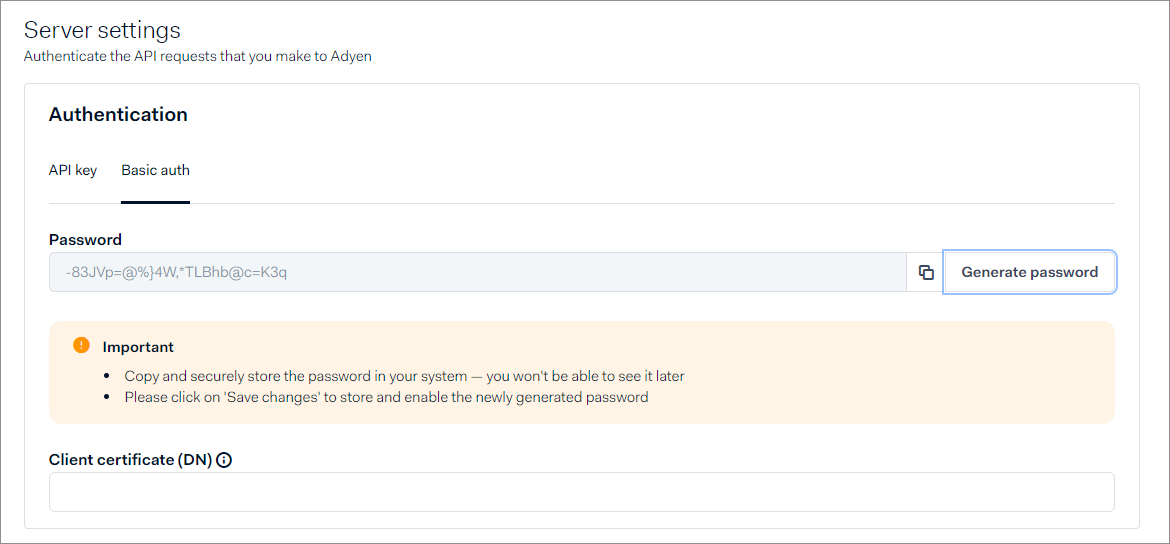 Server settings
Authenticate the API requests that you make to Adyen
Authentication
API key Basic auth
Password
-83JVp=@%}4W,*TLBhb@c=K3q
Generate password
Important
Copy and securely store the password in your system — you won't be able to see it later
Please click on 'Save changes' to store and enable the newly generated password
Client certificate (DN)